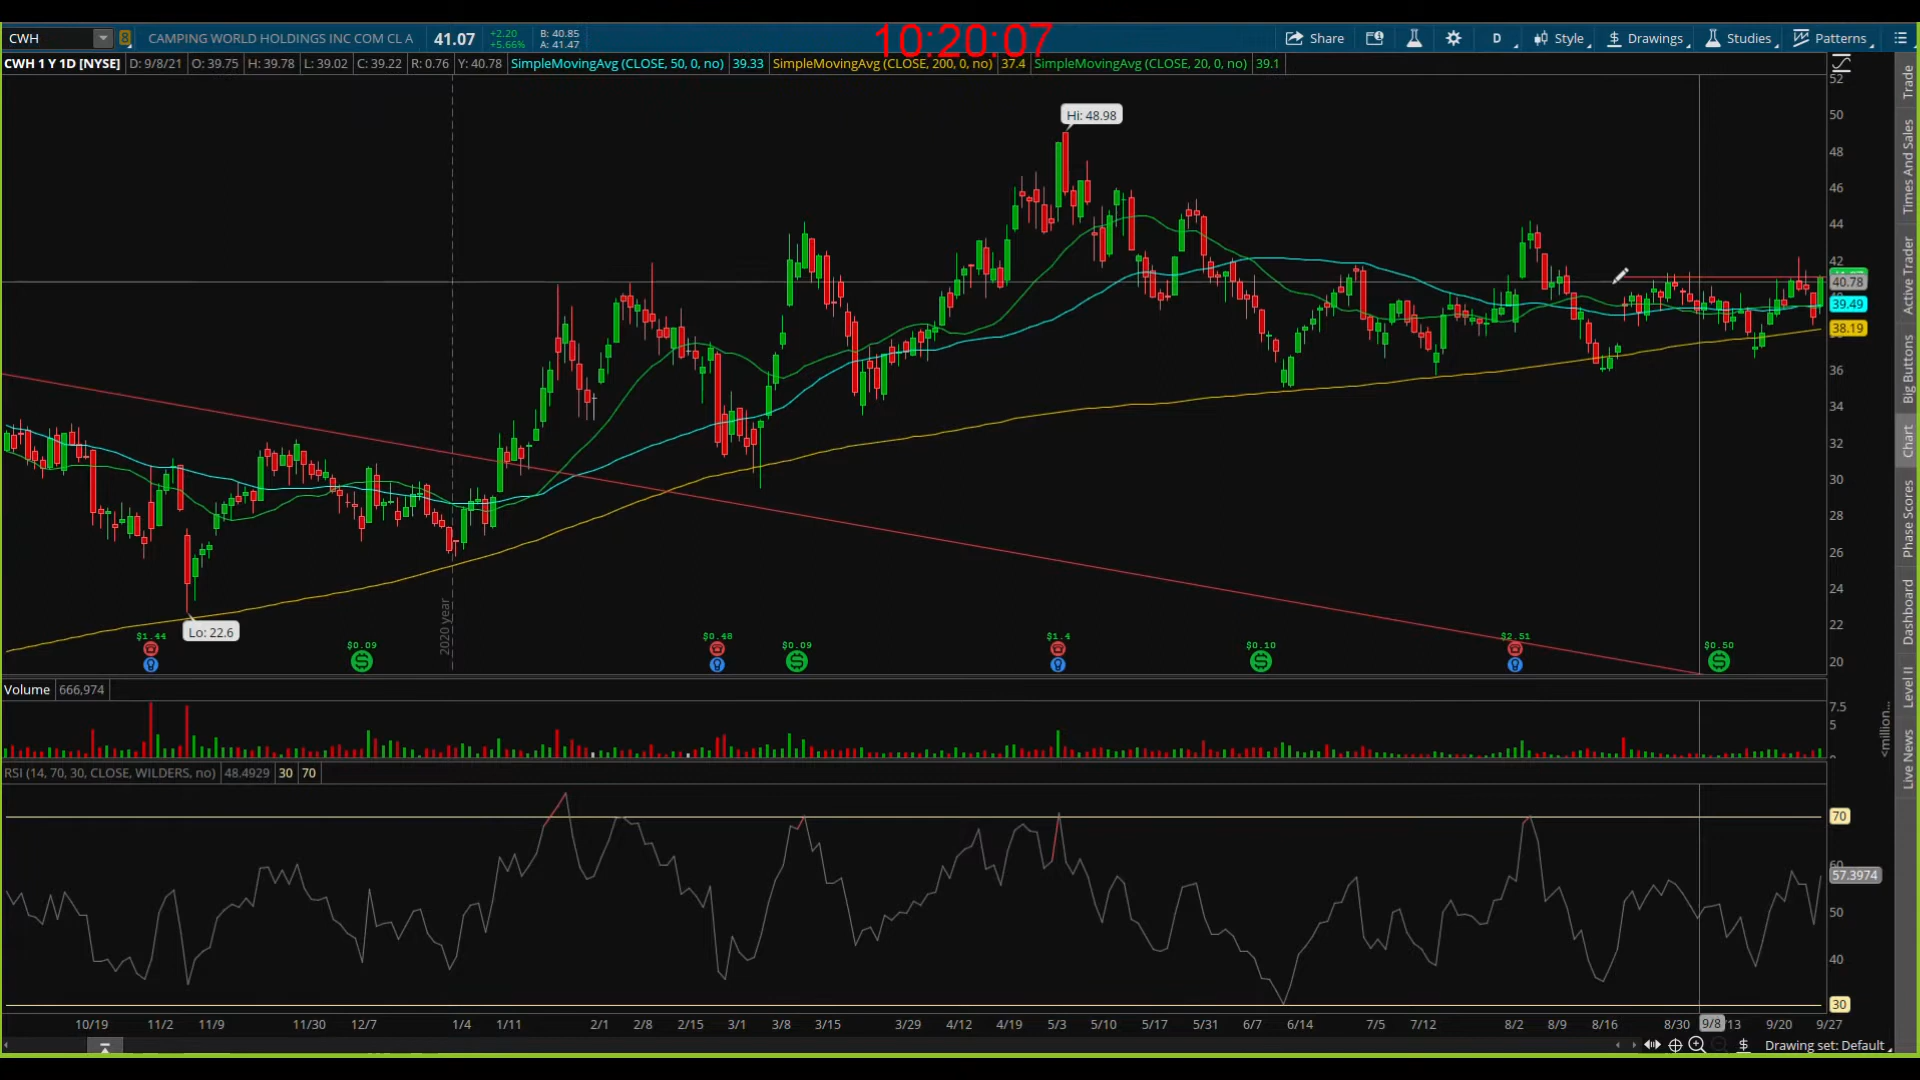 CWH 8 CAMPING WORLD HOLDINGS INC COM CL A 41.07 +2.20 B: 40.85 10:20:07 Share D Style Drawings Studies Patterns
+5.66% A: 41.47
CWH 1 Y 1D [NYSE] D: 9/8/21 O: 39.75 H: 39.78 L: 39.02 C: 39.22 R: 0.76 Y: 40.78 SimpleMovingAvg (CLOSE, 50, 0, no) 39.33 SimpleMovingAvg (CLOSE, 200, 0, no) 37.4 SimpleMovingAvg (CLOSE, 20, 0, no) 39.1
52
Hi: 48.98
50
48
46
44
42
40.78
39.49
38.19
36
34
32
30
28
26
24
22
20
Lo: 22.6
2020 year
$1.44 $0.09 $0.48 $0.09 $1.4 $0.10 $2.51 $0.50
Volume 666,974
7.5
5
<million...
RSI (14, 70, 30, CLOSE, WILDERS, no) 48.4929 30 70
70
60
57.3974
50
40
30
10/19 11/2 11/9 11/30 12/7 1/4 1/11 2/1 2/8 2/15 3/1 3/8 3/15 3/29 4/12 4/19 5/3 5/10 5/17 5/31 6/7 6/14 7/5 7/12 8/2 8/9 8/16 8/30 9/8 /13 9/20 9/27
Drawing set: Default
Trade
Times And Sales
Active Trader
Big Buttons
Chart
Phase Scores
Dashboard
Level II
Live News